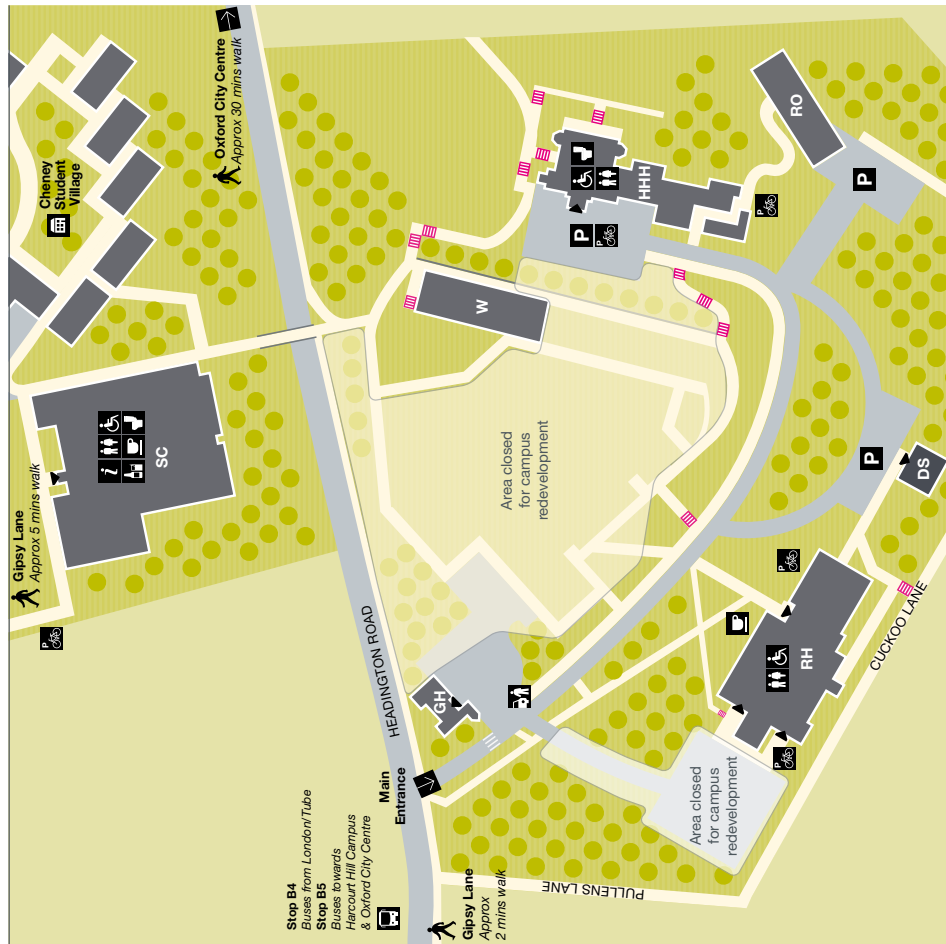 Cheney
Student
Village
Oxford City Centre
Approx 30 mins walk
Gipsy Lane
Approx 5 mins walk
P
i
SC
HEADINGTON ROAD
W
HHH
P
P
P
RO
P
Area closed
for campus
redevelopment
P
DS
P
RH
P
CUCKOO LANE
GH
Main
Entrance
Area closed
for campus
redevelopment
PULLENS LANE
Stop B4
Buses from London/Tube
Stop B5
Buses towards
Harcourt Hill Campus
& Oxford City Centre
Gipsy Lane
Approx
2 mins walk